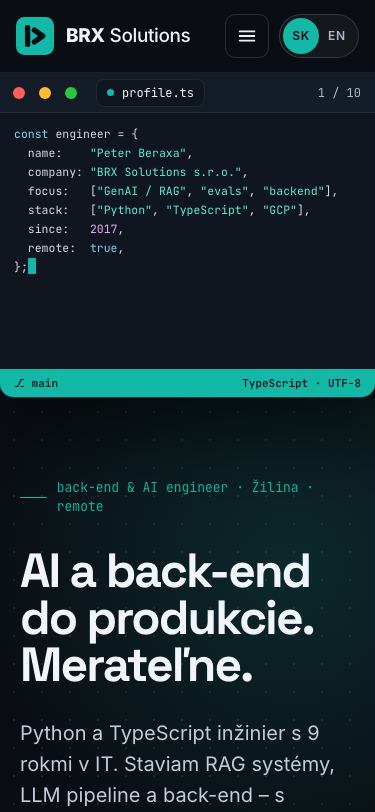 BRX Solutions
SK EN
profile.ts
1 / 10
const engineer = {
name: "Peter Beraxa",
company: "BRX Solutions s.r.o.",
focus: ["GenAI / RAG", "evals", "backend"],
stack: ["Python", "TypeScript", "GCP"],
since: 2017,
remote: true,
};
⎇ main
TypeScript · UTF-8
back-end & AI engineer · Žilina ·
remote
AI a back-end
do produkcie.
Merateľne.
Python a TypeScript inžinier s 9
rokmi v IT. Staviam RAG systémy,
LLM pipeline a back-end – s